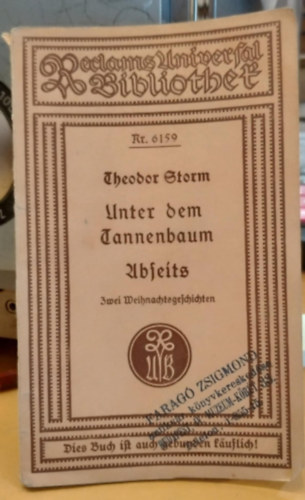 Reclams Universal
Bibliothek
Nr. 6159
Theodor Storm
Unter dem
Tannenbaum
Abseits
Zwei Weihnachtsgeschichten
UB
FARAGÓ ZSIGMOND
könyvkereskedése
Dies Buch ist auch gebunden käuflich!